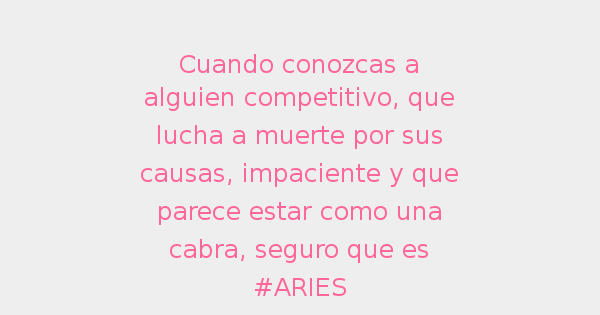 Cuando conozcas a
alguien competitivo, que
lucha a muerte por sus
causas, impaciente y que
parece estar como una
cabra, seguro que es
#ARIES